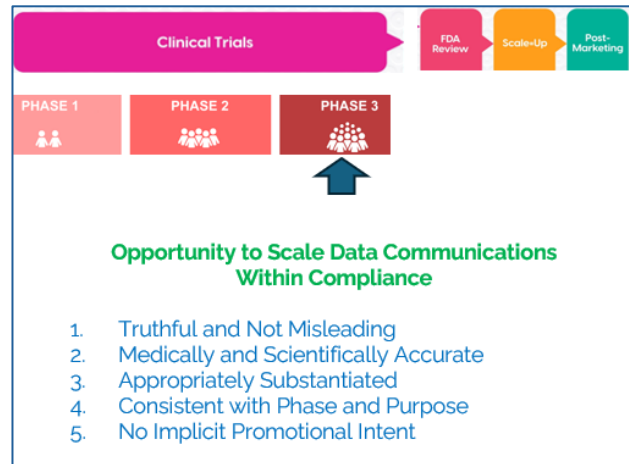 Clinical Trials
FDA
Review
Scale-Up
Post-
Marketing
PHASE 1
PHASE 2
PHASE 3
Opportunity to Scale Data Communications
Within Compliance
1. Truthful and Not Misleading
2. Medically and Scientifically Accurate
3. Appropriately Substantiated
4. Consistent with Phase and Purpose
5. No Implicit Promotional Intent